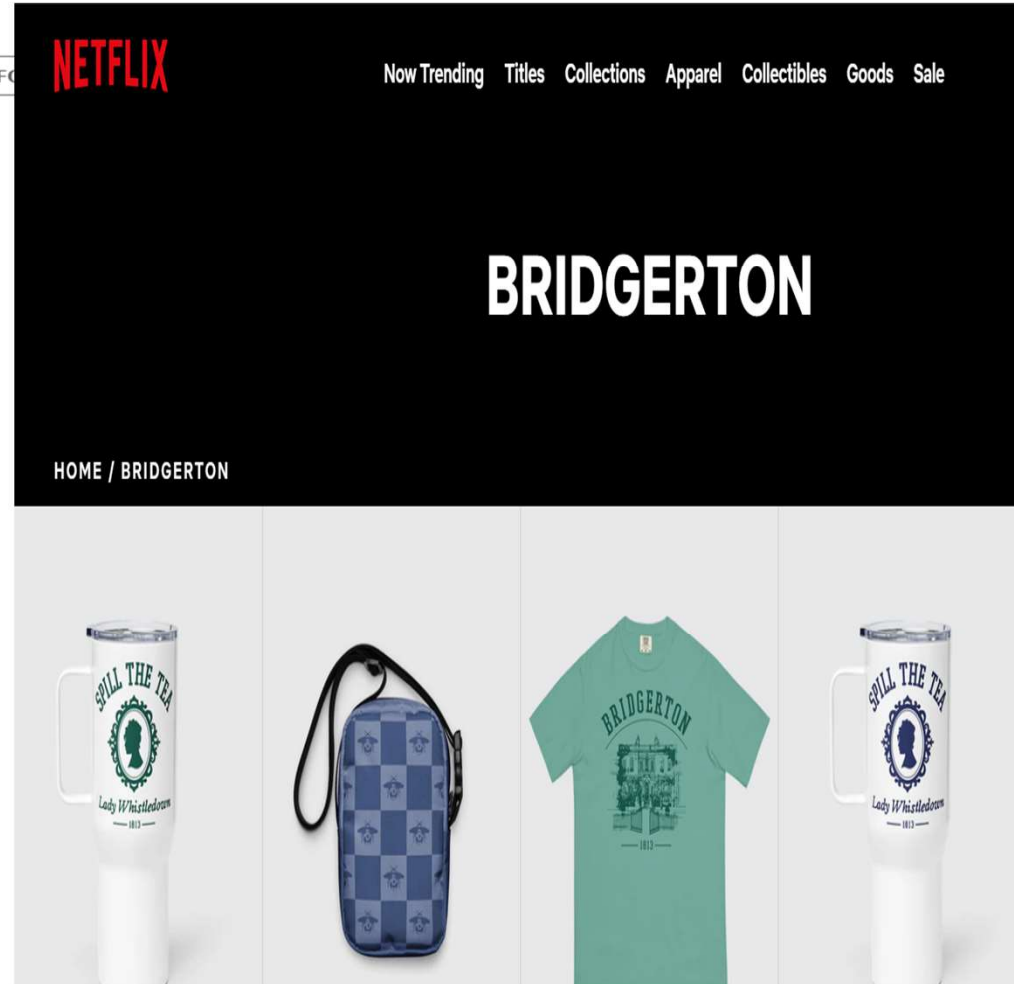 NETFLIX
Now Trending Titles Collections Apparel Collectibles Goods Sale
BRIDGERTON
HOME / BRIDGERTON
SPILL THE TEA
Lady Whistledown
1813
BRIDGERTON
1813
SPILL THE TEA
Lady Whistledown
1813